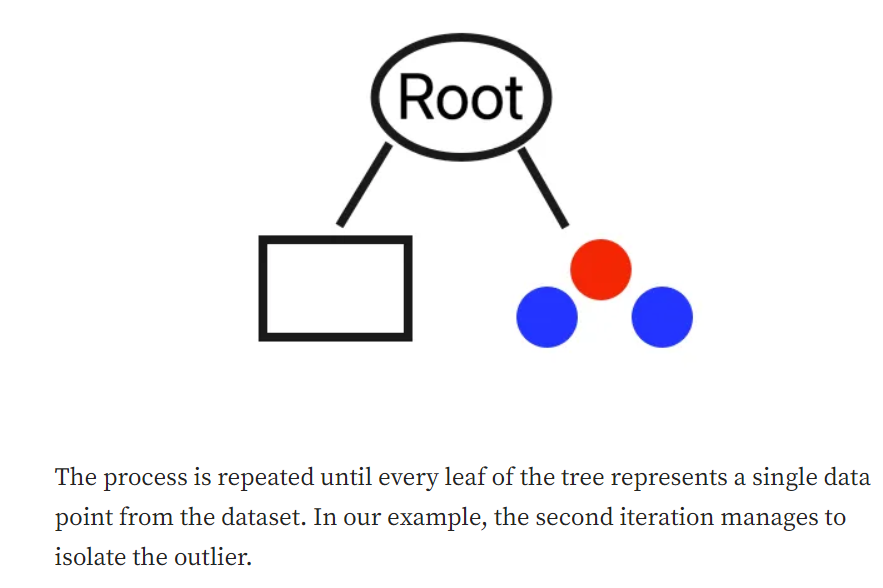 Root
The process is repeated until every leaf of the tree represents a single data
point from the dataset. In our example, the second iteration manages to
isolate the outlier.